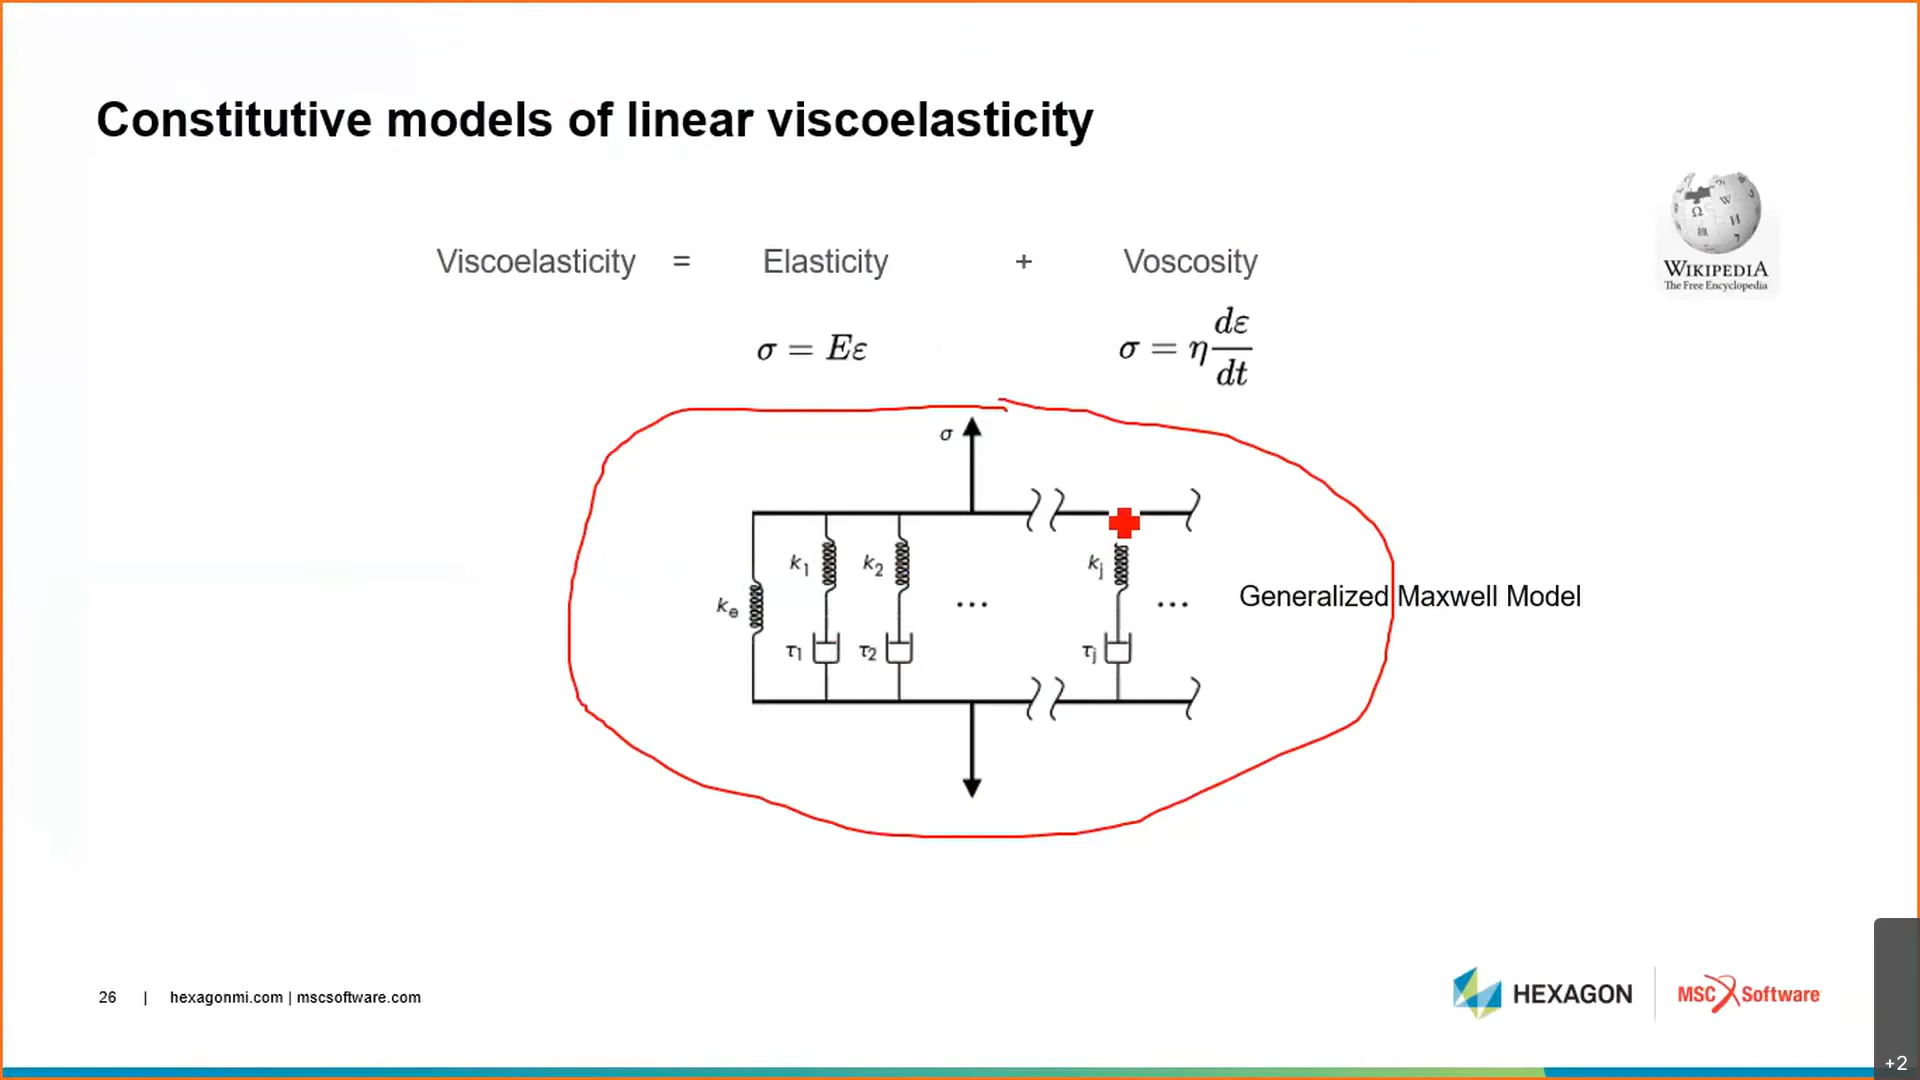 Constitutive models of linear viscoelasticity
WIKIPEDIA
The Free Encyclopedia
Viscoelasticity = Elasticity + Voscosity
σ = Eε
σ = η dε/dt
σ
k1 k2 kj
ke
... ...
Generalized Maxwell Model
τ1 τ2 τj
26 | hexagonmi.com | mscsoftware.com
HEXAGON
MSC Software
+2